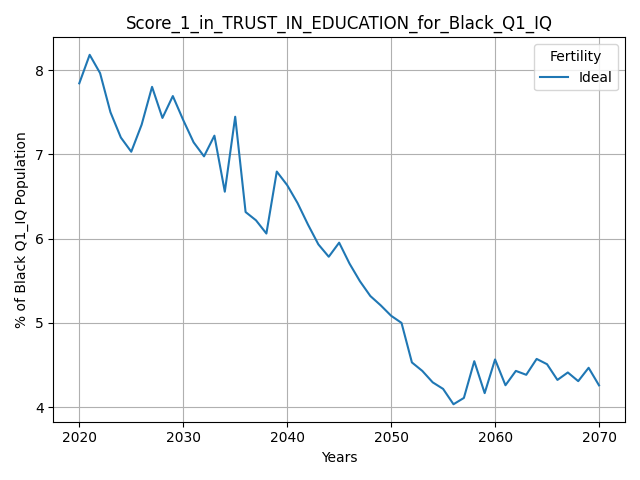 Score_1_in_TRUST_IN_EDUCATION_for_Black_Q1_IQ
Fertility
Ideal
% of Black Q1_IQ Population
8
7
6
5
4
2020 2030 2040 2050 2060 2070
Years